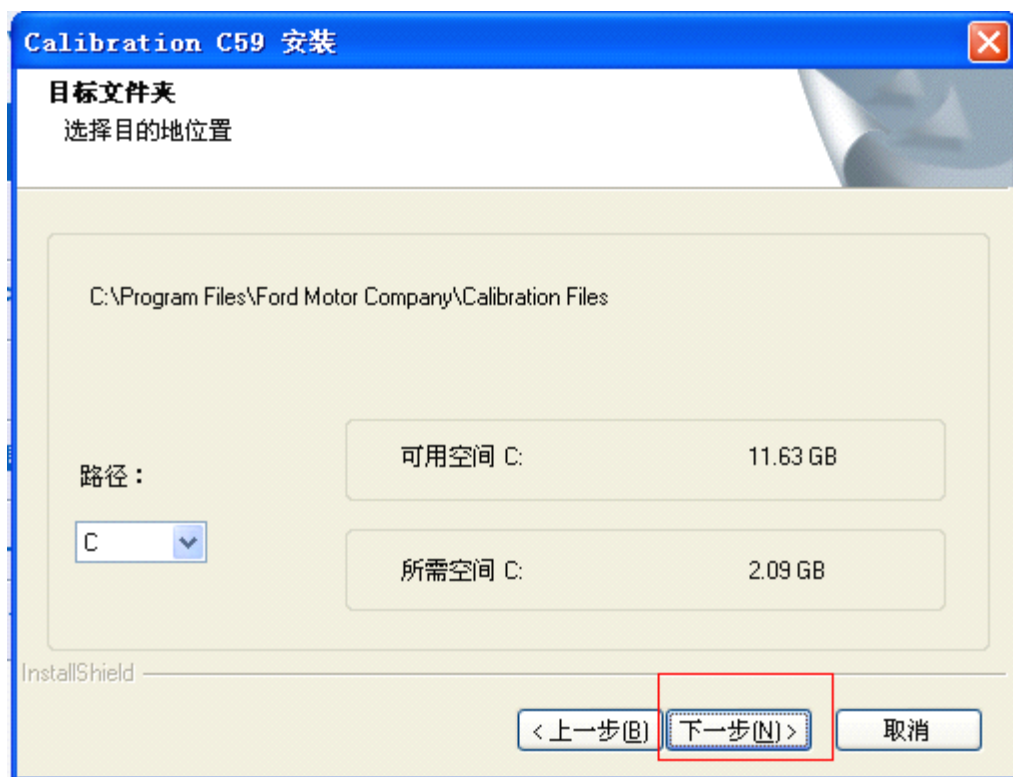 Calibration C59 安装
目标文件夹
选择目的地位置
C:\Program Files\Ford Motor Company\Calibration Files
可用空间 C: 11.63 GB
路径：
C
所需空间 C: 2.09 GB
InstallShield
< 上一步(B) 下一步(N) > 取消